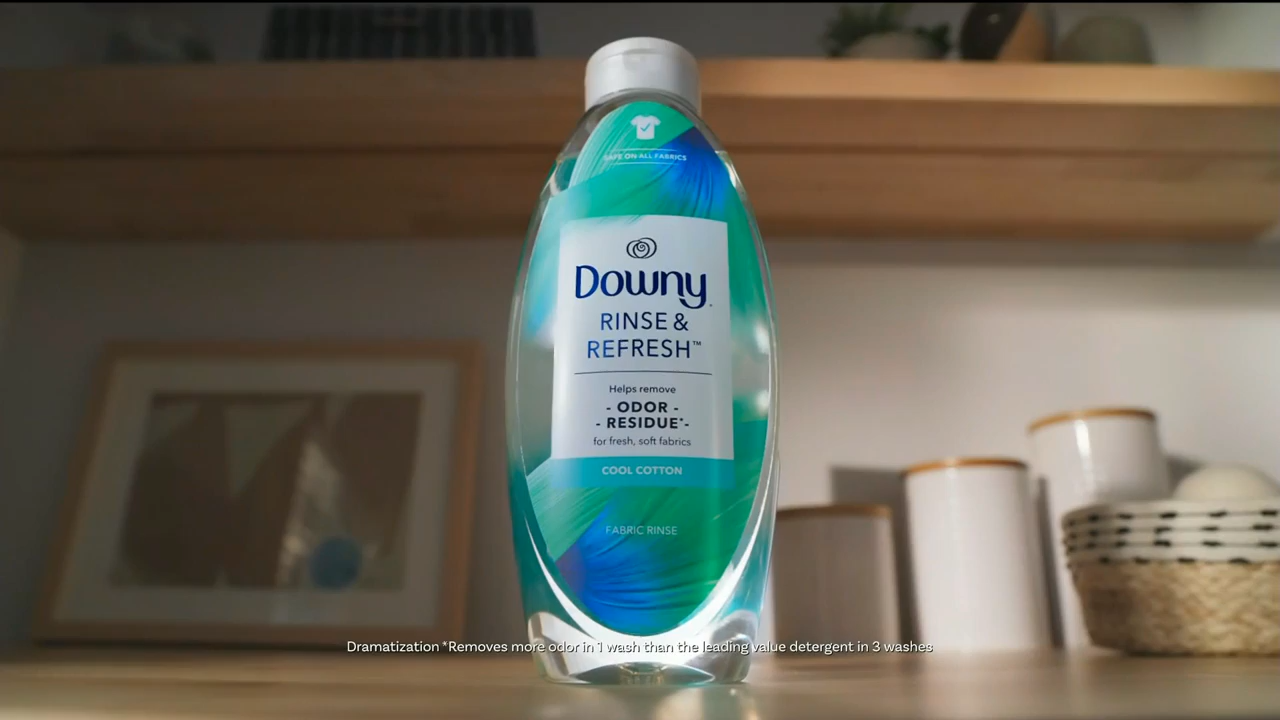 SAFE ON ALL FABRICS
Downy
RINSE &
REFRESH™
Helps remove
- ODOR -
- RESIDUE*-
for fresh, soft fabrics
COOL COTTON
FABRIC RINSE
Dramatization *Removes more odor in 1 wash than the leading value detergent in 3 washes